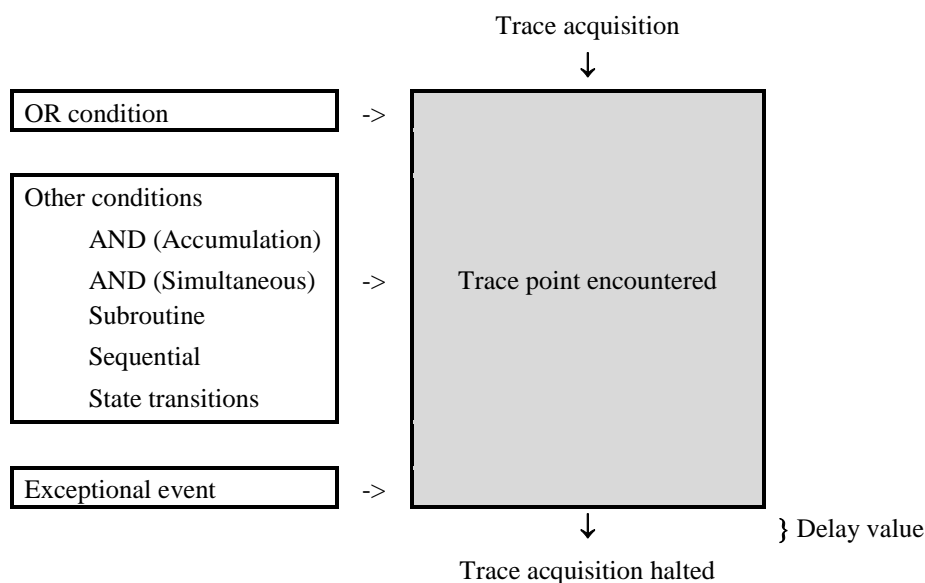 Trace acquisition
↓
OR condition ->
Other conditions
AND (Accumulation)
AND (Simultaneous) -> Trace point encountered
Subroutine
Sequential
State transitions
Exceptional event ->
↓ } Delay value
Trace acquisition halted